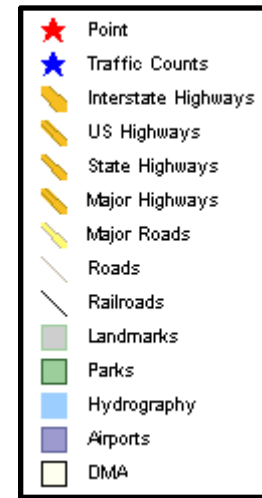 Point
Traffic Counts
Interstate Highways
US Highways
State Highways
Major Highways
Major Roads
Roads
Railroads
Landmarks
Parks
Hydrography
Airports
DMA